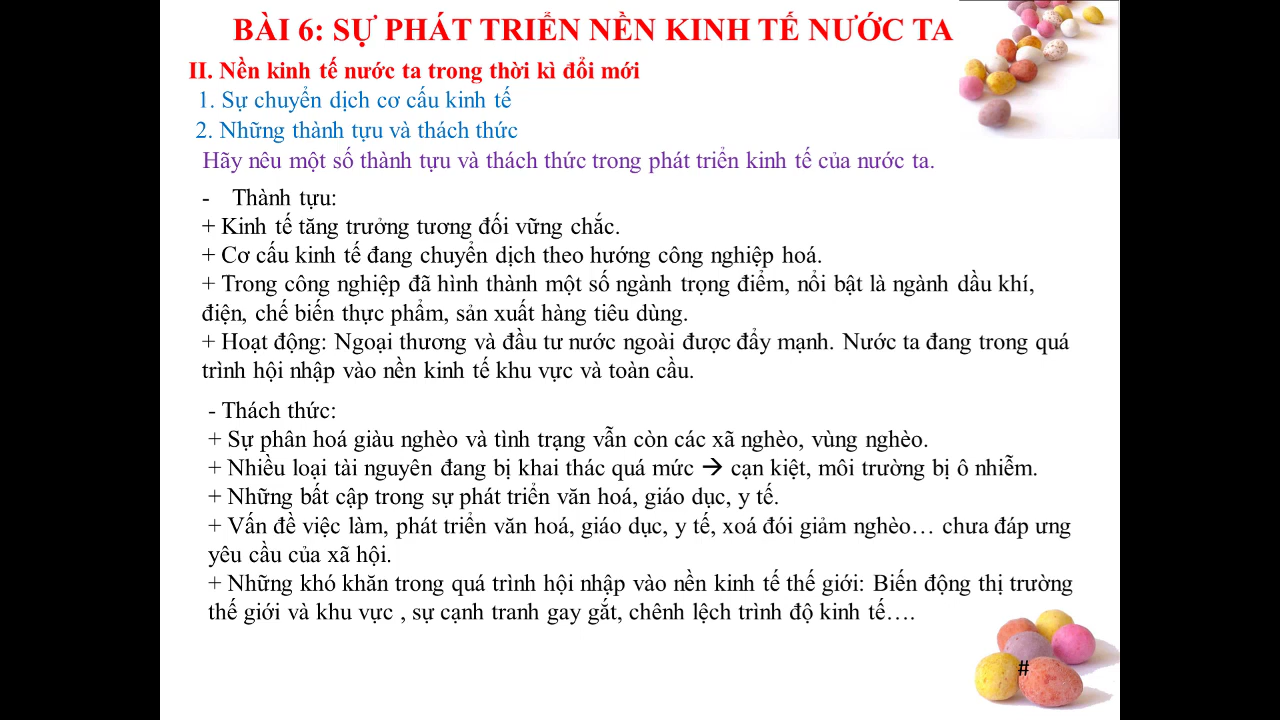 BÀI 6: SỰ PHÁT TRIỂN NỀN KINH TẾ NƯỚC TA
II. Nền kinh tế nước ta trong thời kì đổi mới
1. Sự chuyển dịch cơ cấu kinh tế
2. Những thành tựu và thách thức
Hãy nêu một số thành tựu và thách thức trong phát triển kinh tế của nước ta.
- Thành tựu:
+ Kinh tế tăng trưởng tương đối vững chắc.
+ Cơ cấu kinh tế đang chuyển dịch theo hướng công nghiệp hoá.
+ Trong công nghiệp đã hình thành một số ngành trọng điểm, nổi bật là ngành dầu khí,
điện, chế biến thực phẩm, sản xuất hàng tiêu dùng.
+ Hoạt động: Ngoại thương và đầu tư nước ngoài được đẩy mạnh. Nước ta đang trong quá
trình hội nhập vào nền kinh tế khu vực và toàn cầu.
- Thách thức:
+ Sự phân hoá giàu nghèo và tình trạng vẫn còn các xã nghèo, vùng nghèo.
+ Nhiều loại tài nguyên đang bị khai thác quá mức → cạn kiệt, môi trường bị ô nhiễm.
+ Những bất cập trong sự phát triển văn hoá, giáo dục, y tế.
+ Vấn đề việc làm, phát triển văn hoá, giáo dục, y tế, xoá đói giảm nghèo… chưa đáp ưng
yêu cầu của xã hội.
+ Những khó khăn trong quá trình hội nhập vào nền kinh tế thế giới: Biến động thị trường
thế giới và khu vực , sự cạnh tranh gay gắt, chênh lệch trình độ kinh tế….
#